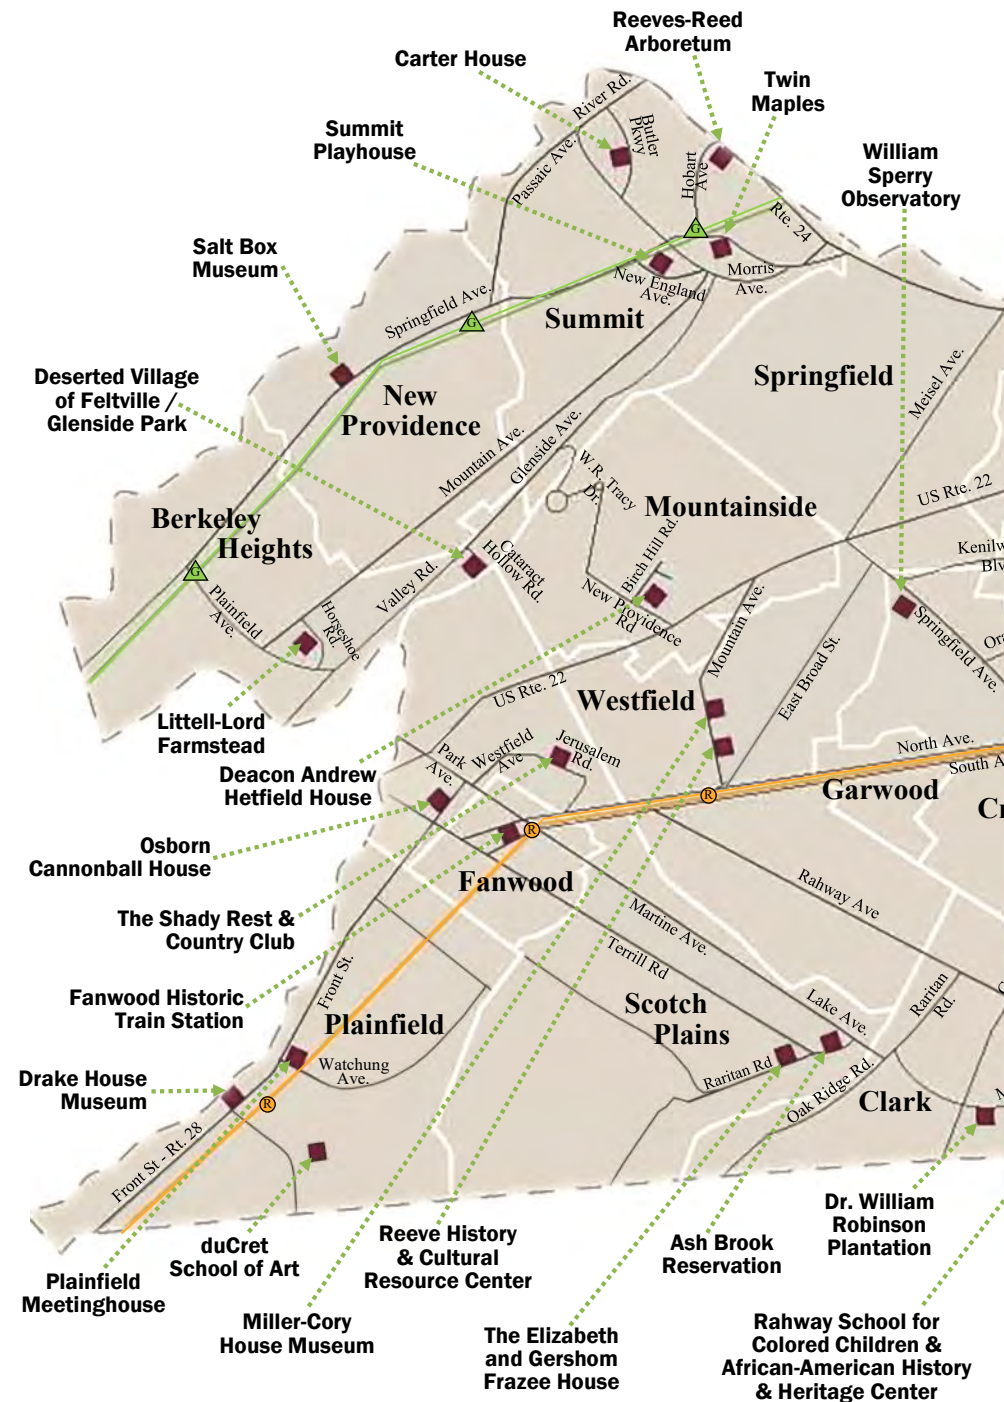 Reeves-Reed
Arboretum
Carter House
Twin
Maples
Summit
Playhouse
William
Sperry
Observatory
River Rd.
Butler
Pkwy
Passaic Ave.
Hobart
Ave
Rte. 24
G
Salt Box
Museum
New England
Ave.
Morris
Ave.
Springfield Ave.
G
Summit
Springfield
Meisel Ave.
Deserted Village
of Feltville /
Glenside Park
New
Providence
Mountain Ave.
Glenside Ave.
W.R. Tracy
Dr.
Mountainside
US Rte. 22
Berkeley
Heights
G
Cataract
Hollow Rd.
Birch Hill Rd.
Kenilw
Blv
Plainfield
Ave.
Horseshoe
Rd.
Valley Rd.
New Providence
Rd
Mountain Ave.
East Broad St.
Springfield Ave.
Or
US Rte. 22
Westfield
Littell-Lord
Farmstead
Deacon Andrew
Hetfield House
Park
Ave.
Westfield
Ave
Jerusalem
Rd.
North Ave.
South A
Garwood
Cr
R
R
Osborn
Cannonball House
Fanwood
Rahway Ave
The Shady Rest &
Country Club
Martine Ave.
Terrill Rd
Front St.
Fanwood Historic
Train Station
Plainfield
Scotch
Plains
Lake Ave.
Raritan
Rd.
Watchung
Ave.
Drake House
Museum
R
Raritan Rd
Oak Ridge Rd.
Clark
M
Front St - Rt. 28
Dr. William
Robinson
Plantation
duCret
School of Art
Reeve History
& Cultural
Resource Center
Ash Brook
Reservation
Plainfield
Meetinghouse
Miller-Cory
House Museum
The Elizabeth
and Gershom
Frazee House
Rahway School for
Colored Children &
African-American History
& Heritage Center